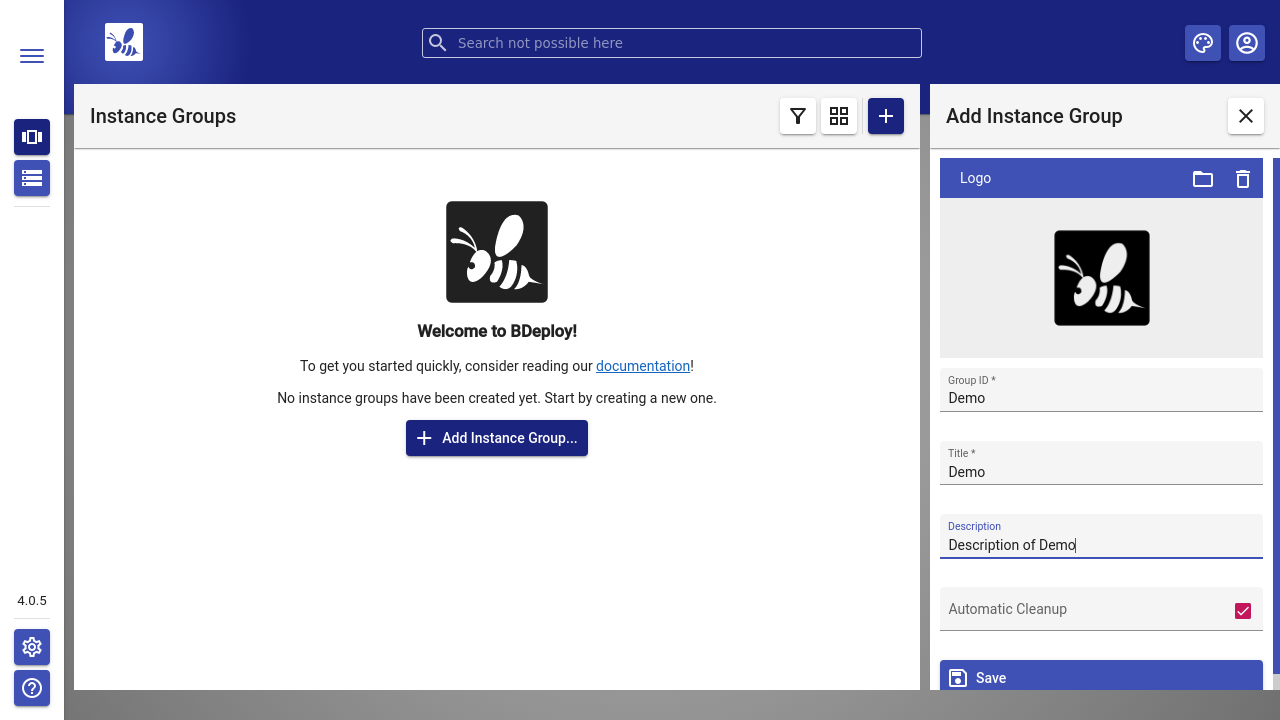 Search not possible here
Instance Groups
Add Instance Group
Logo
Welcome to BDeploy!
To get you started quickly, consider reading our documentation!
No instance groups have been created yet. Start by creating a new one.
Add Instance Group...
Group ID *
Demo
Title *
Demo
Description
Description of Demo
Automatic Cleanup
Save
4.0.5